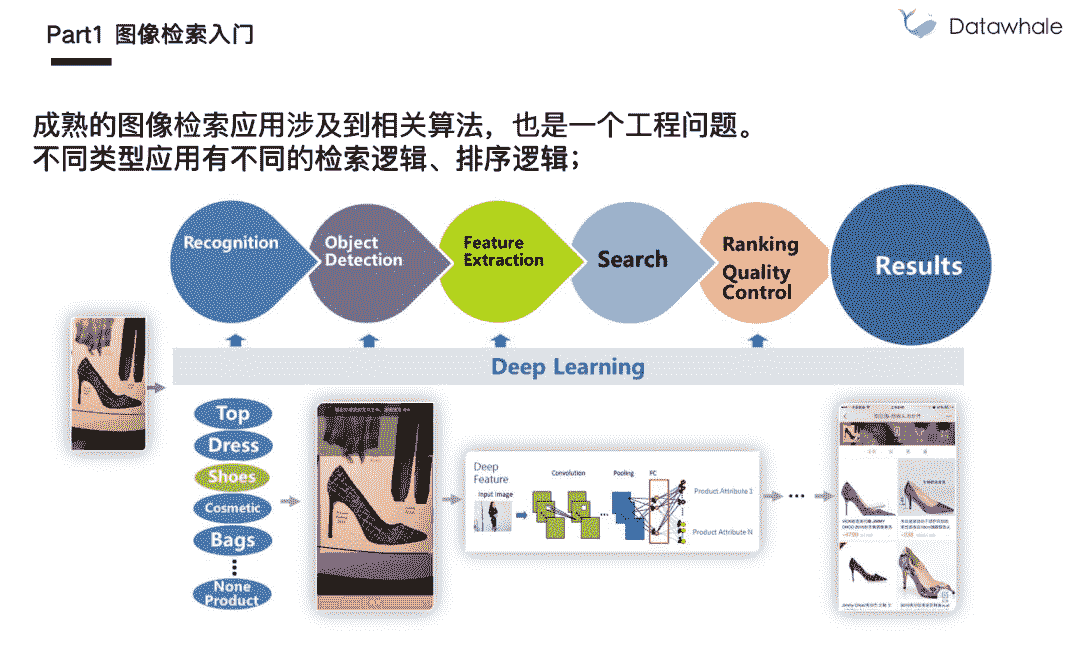 Part1 图像检索入门
Datawhale
成熟的图像检索应用涉及到相关算法，也是一个工程问题。
不同类型应用有不同的检索逻辑、排序逻辑；
Recognition
Object
Detection
Feature
Extraction
Search
Ranking
Quality
Control
Results
Deep Learning
Top
Dress
Shoes
Cosmetic
Bags
None
Product
Deep
Feature
Input Image
Convolution
Pooling
FC
Product Attribute 1
Product Attribute N